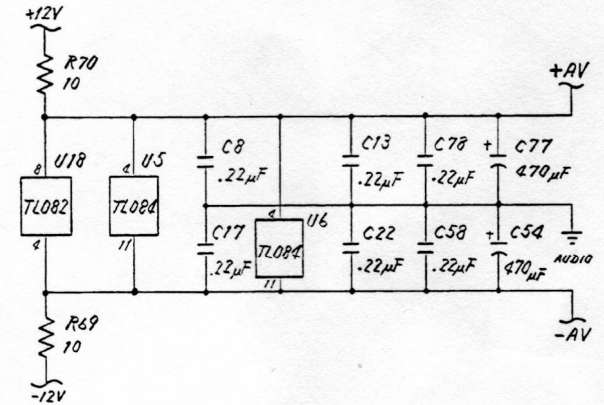 +12V
R70
10
+AV
8
U18
4
U5
C8
.22µF
4
U6
C13
.22µF
C78
.22µF
+
C77
470µF
TL082
TL084
4
11
C17
.22µF
TL084
11
C22
.22µF
C58
.22µF
+
C54
470µF
AUDIO
R69
10
-12V
-AV